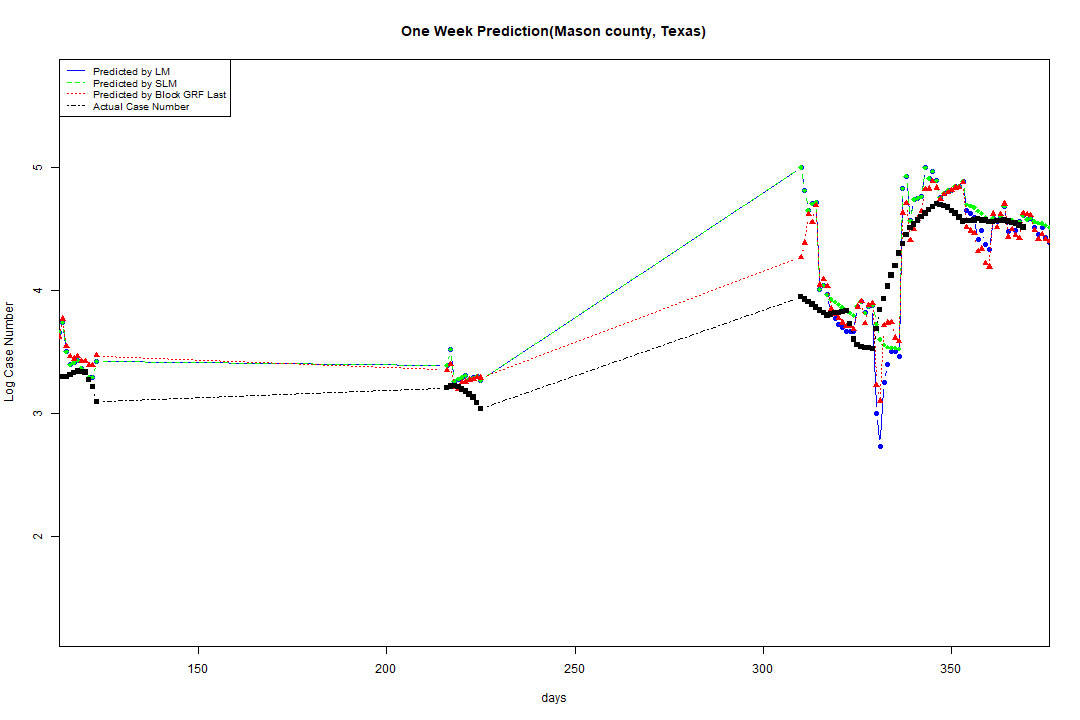 One Week Prediction(Mason county, Texas)
Predicted by LM
Predicted by SLM
Predicted by Block GRF Last
Actual Case Number
5
4
3
2
Log Case Number
150 200 250 300 350
days